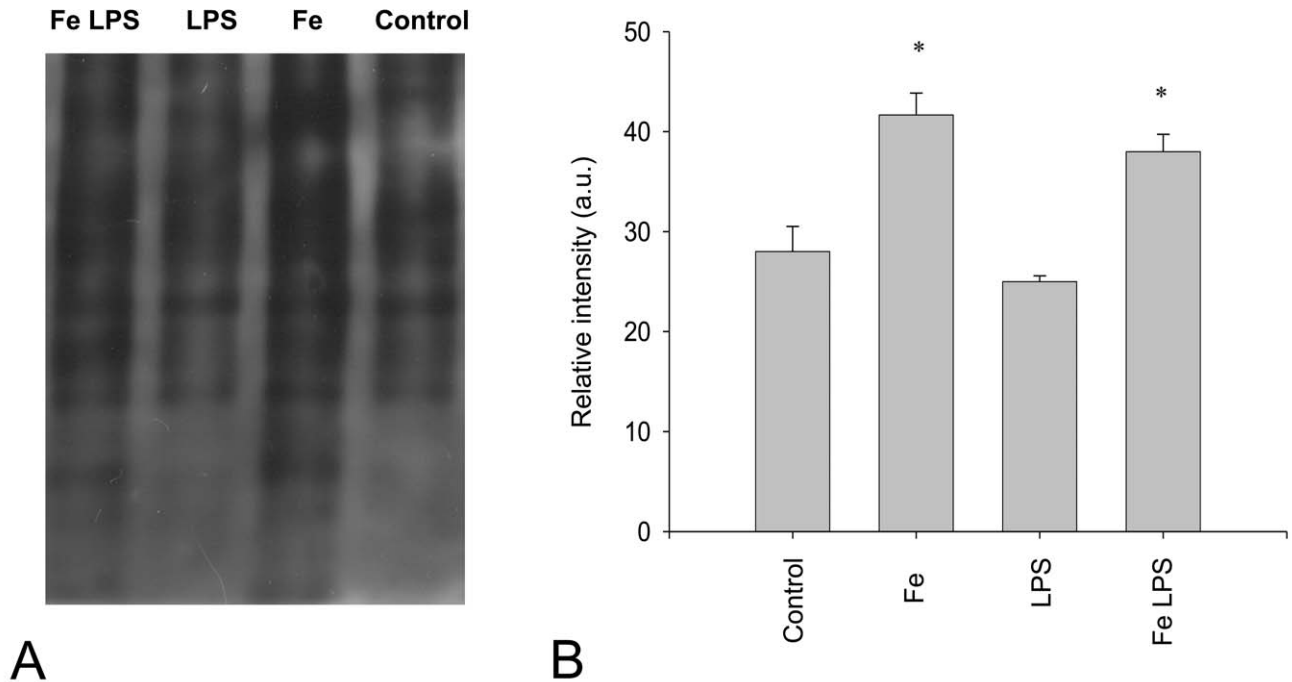 Fe LPS LPS Fe Control
A
50
40
30
20
10
0
Relative intensity (a.u.)
*
*
Control
Fe
LPS
Fe LPS
B